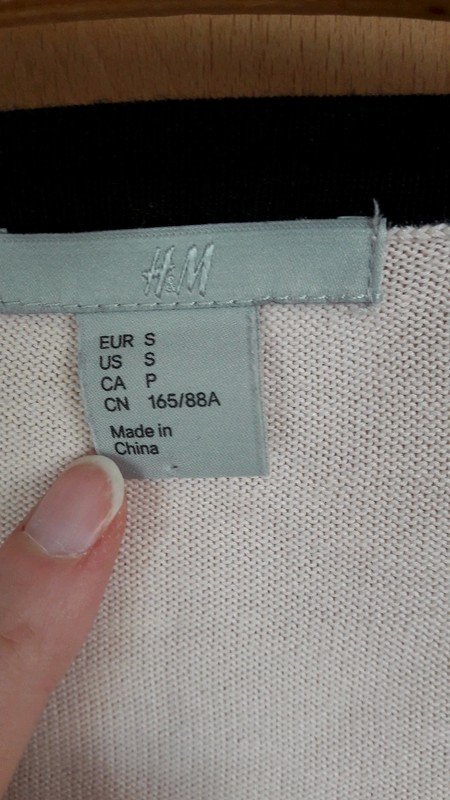 H&M
EUR S
US S
CA P
CN 165/88A
Made in
China